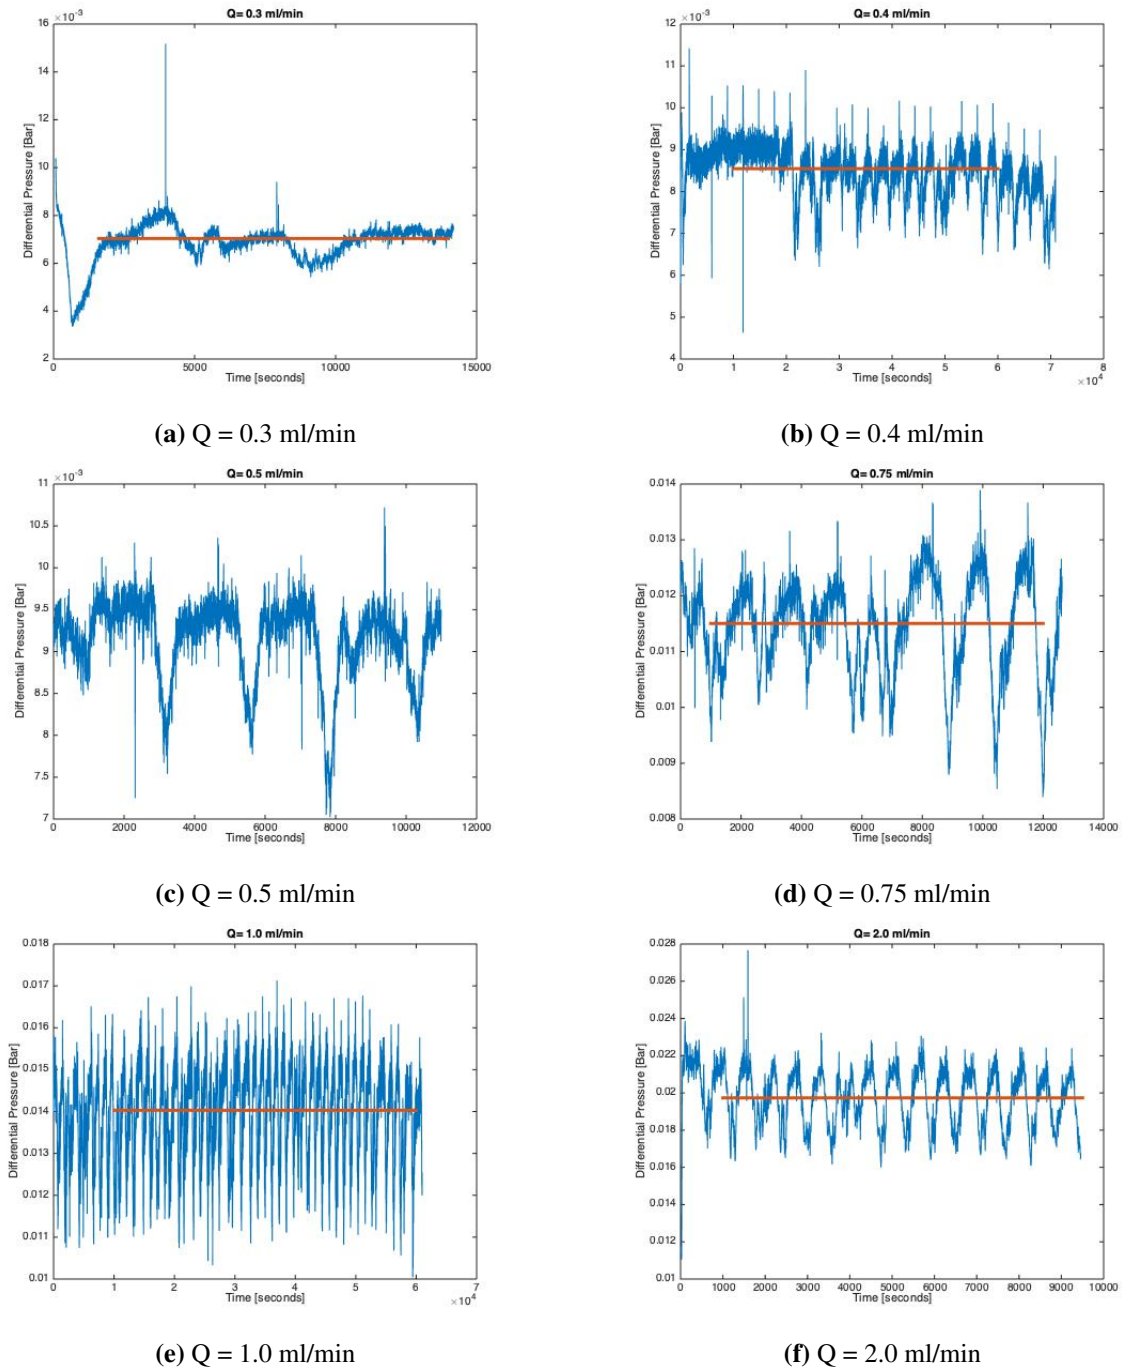 Q= 0.3 ml/min
×10⁻³
16
14
12
10
8
6
4
2
Differential Pressure [Bar]
0 5000 10000 15000
Time [seconds]
(a) Q = 0.3 ml/min
Q= 0.4 ml/min
×10⁻³
12
11
10
9
8
7
6
5
4
Differential Pressure [Bar]
0 1 2 3 4 5 6 7 8
×10⁴
Time [seconds]
(b) Q = 0.4 ml/min
Q= 0.5 ml/min
×10⁻³
11
10.5
10
9.5
9
8.5
8
7.5
7
Differential Pressure [Bar]
0 2000 4000 6000 8000 10000 12000
Time [seconds]
(c) Q = 0.5 ml/min
Q= 0.75 ml/min
0.014
0.013
0.012
0.011
0.01
0.009
0.008
Differential Pressure [Bar]
0 2000 4000 6000 8000 10000 12000 14000
Time [seconds]
(d) Q = 0.75 ml/min
Q= 1.0 ml/min
0.018
0.017
0.016
0.015
0.014
0.013
0.012
0.011
0.01
Differential Pressure [Bar]
0 1 2 3 4 5 6 7
×10⁴
Time [seconds]
(e) Q = 1.0 ml/min
Q= 2.0 ml/min
0.028
0.026
0.024
0.022
0.02
0.018
0.016
0.014
0.012
0.01
Differential Pressure [Bar]
0 1000 2000 3000 4000 5000 6000 7000 8000 9000 10000
Time [seconds]
(f) Q = 2.0 ml/min